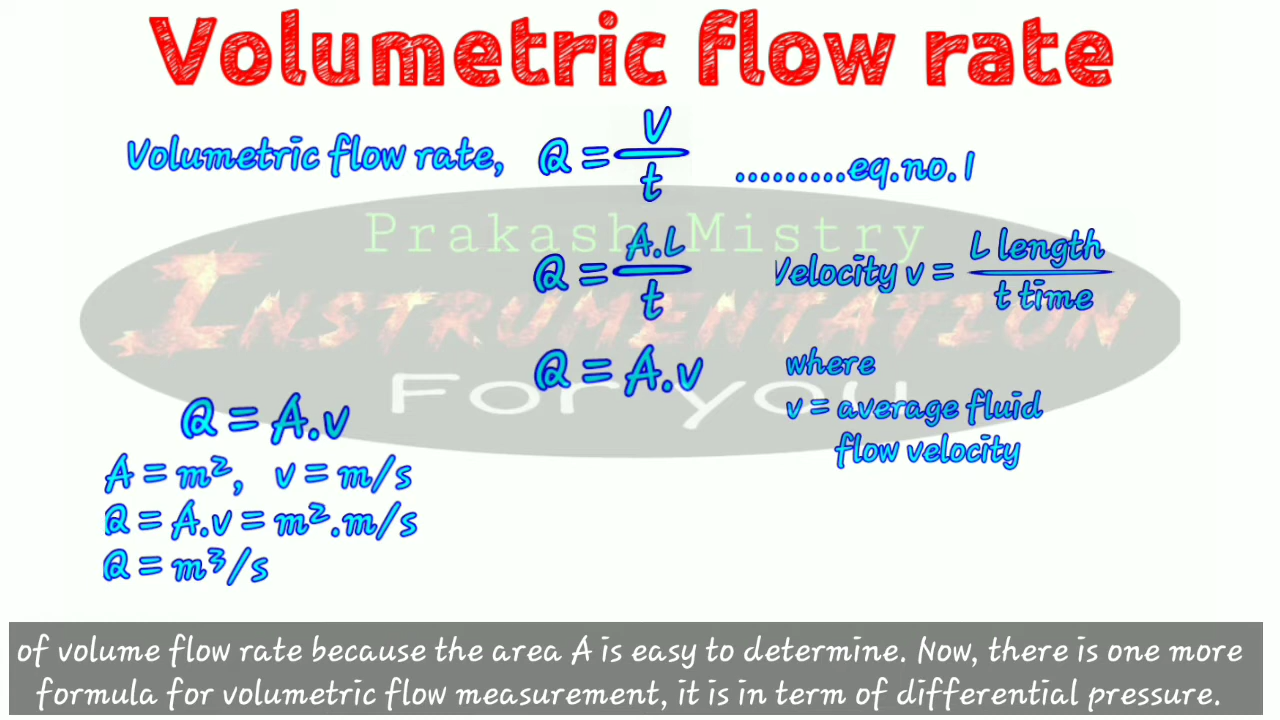 Volumetric flow rate
Volumetric flow rate, Q = V/t ..........eq.no.1
Prakash Mistry
Q = A.L/t Velocity v = L length/t time
INSTRUMENTATION
For you
Q = A.v where
v = average fluid
flow velocity
Q = A.v
A = m², v = m/s
Q = A.v = m².m/s
Q = m³/s
of volume flow rate because the area A is easy to determine. Now, there is one more
formula for volumetric flow measurement, it is in term of differential pressure.